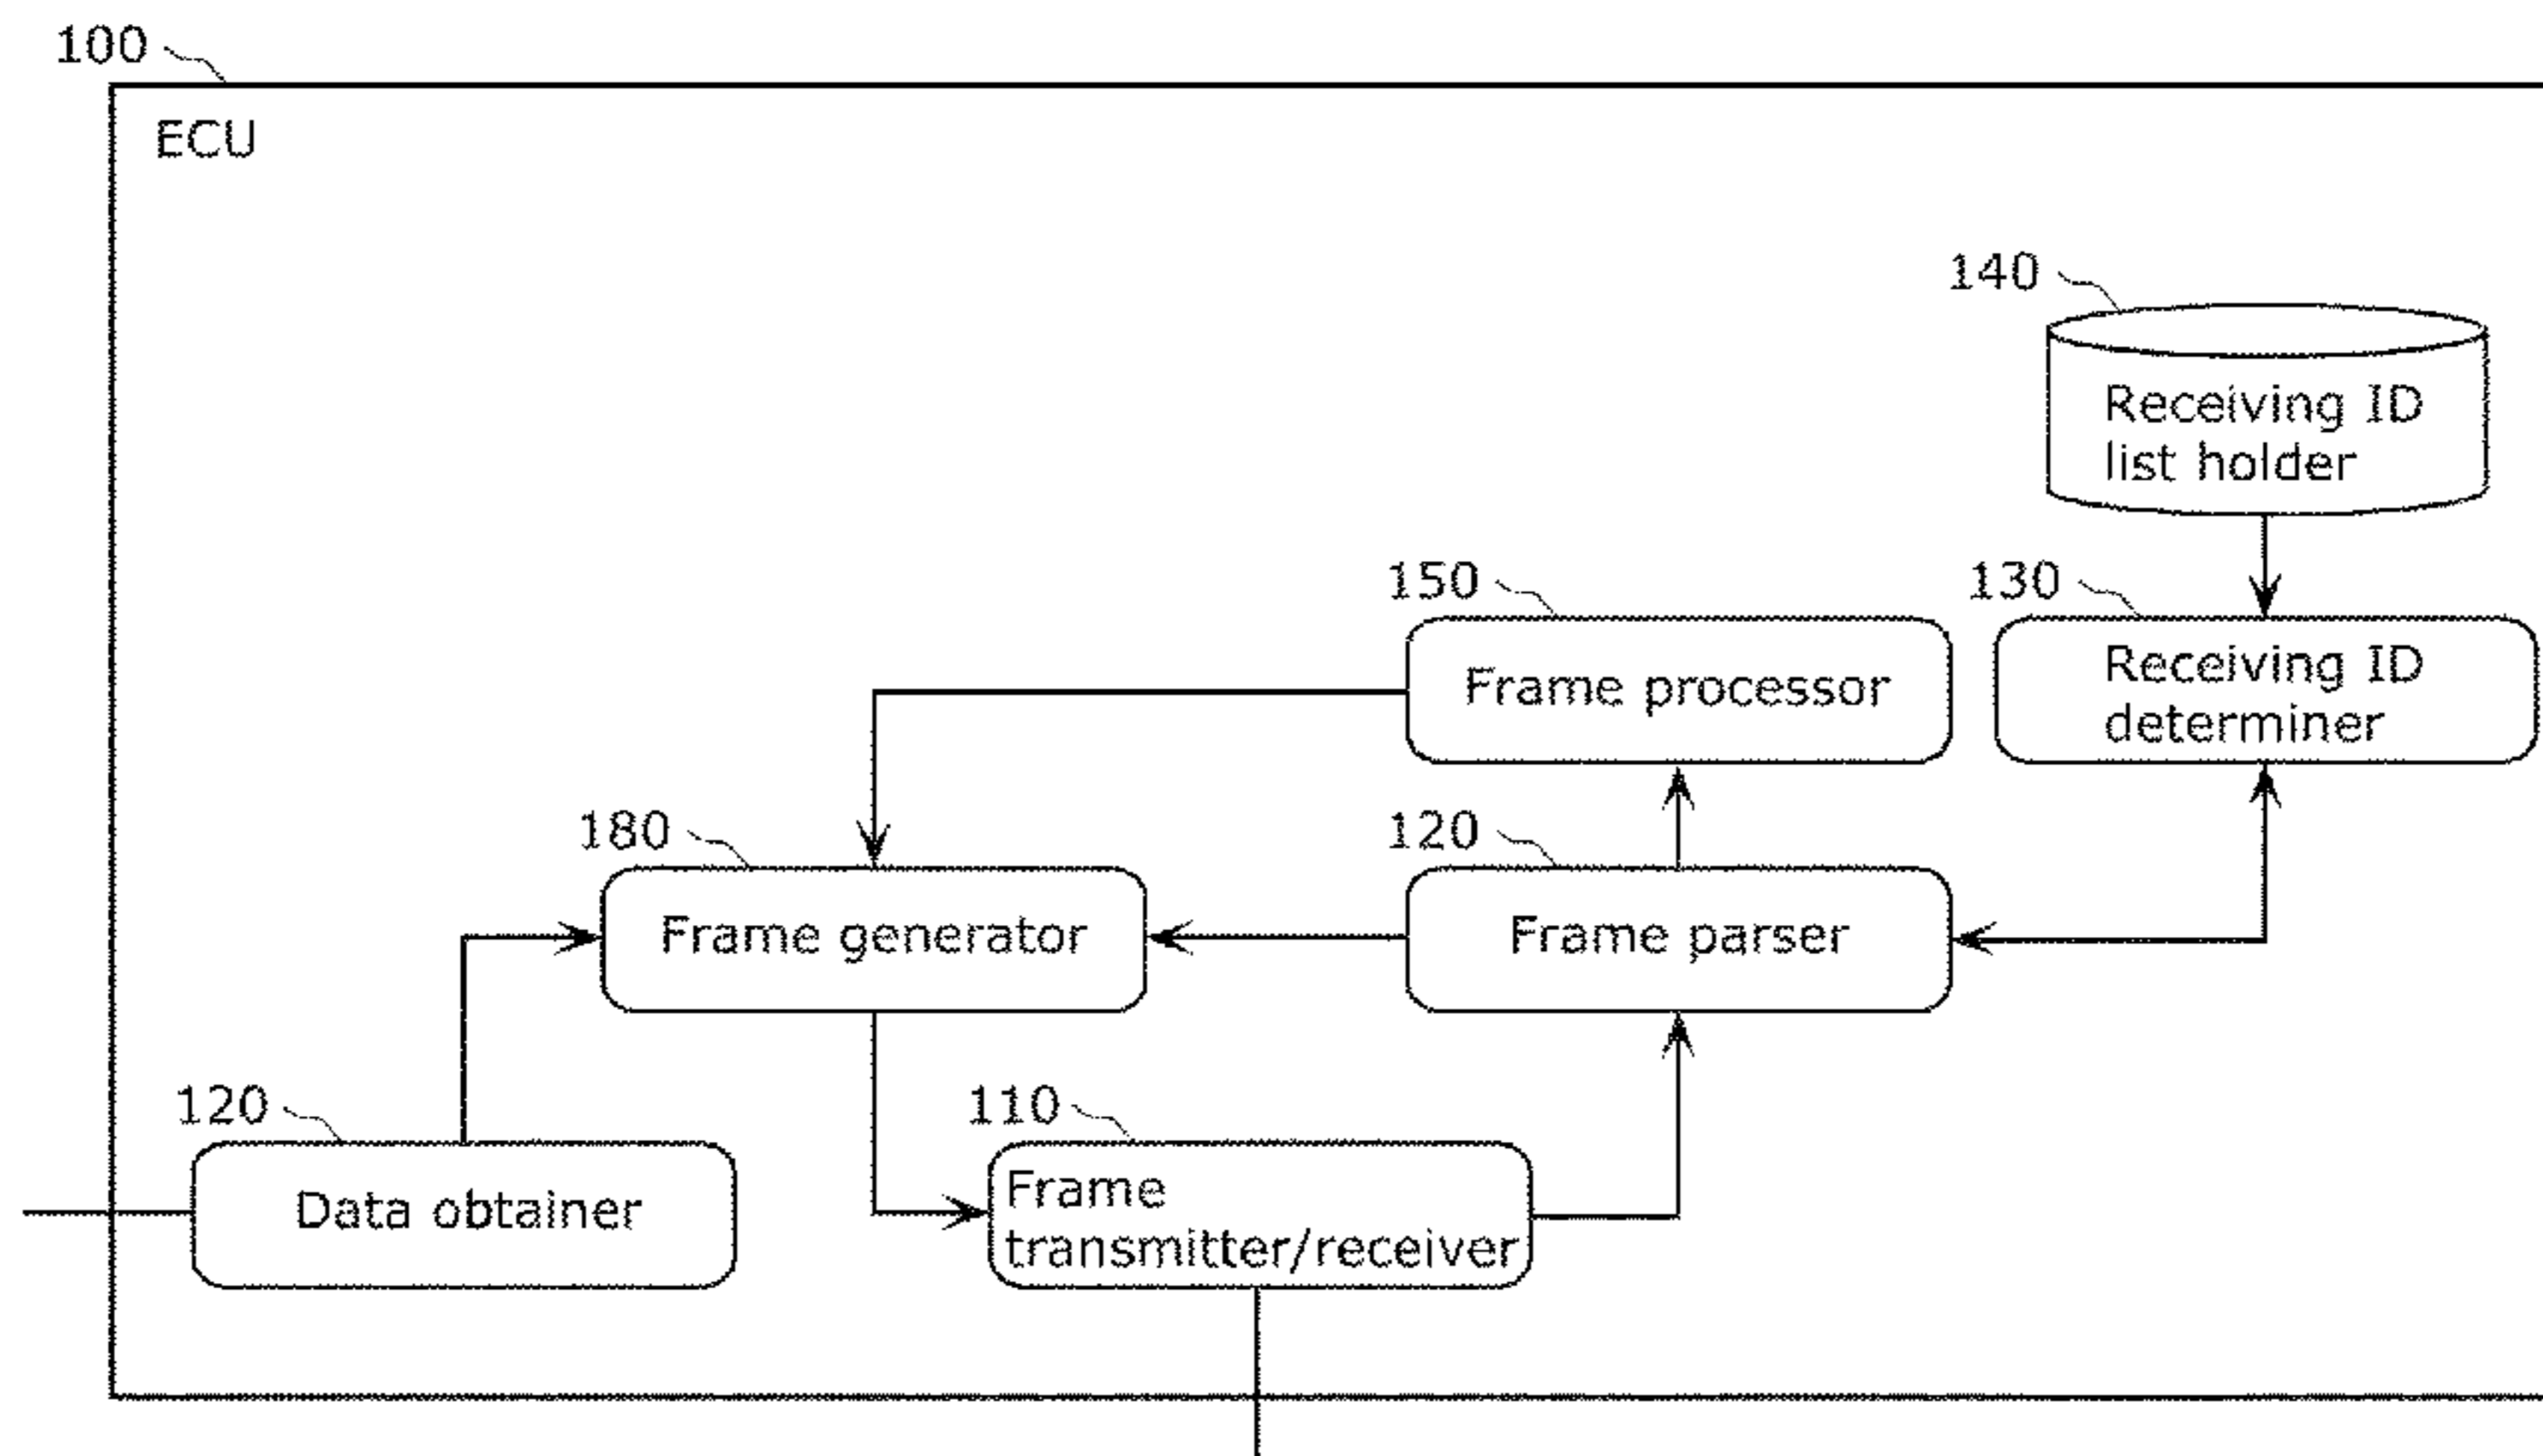 100
ECU
140
Receiving ID
list holder
150
130
Frame processor
Receiving ID
determiner
180
120
Frame generator
Frame parser
120
110
Data obtainer
Frame
transmitter/receiver